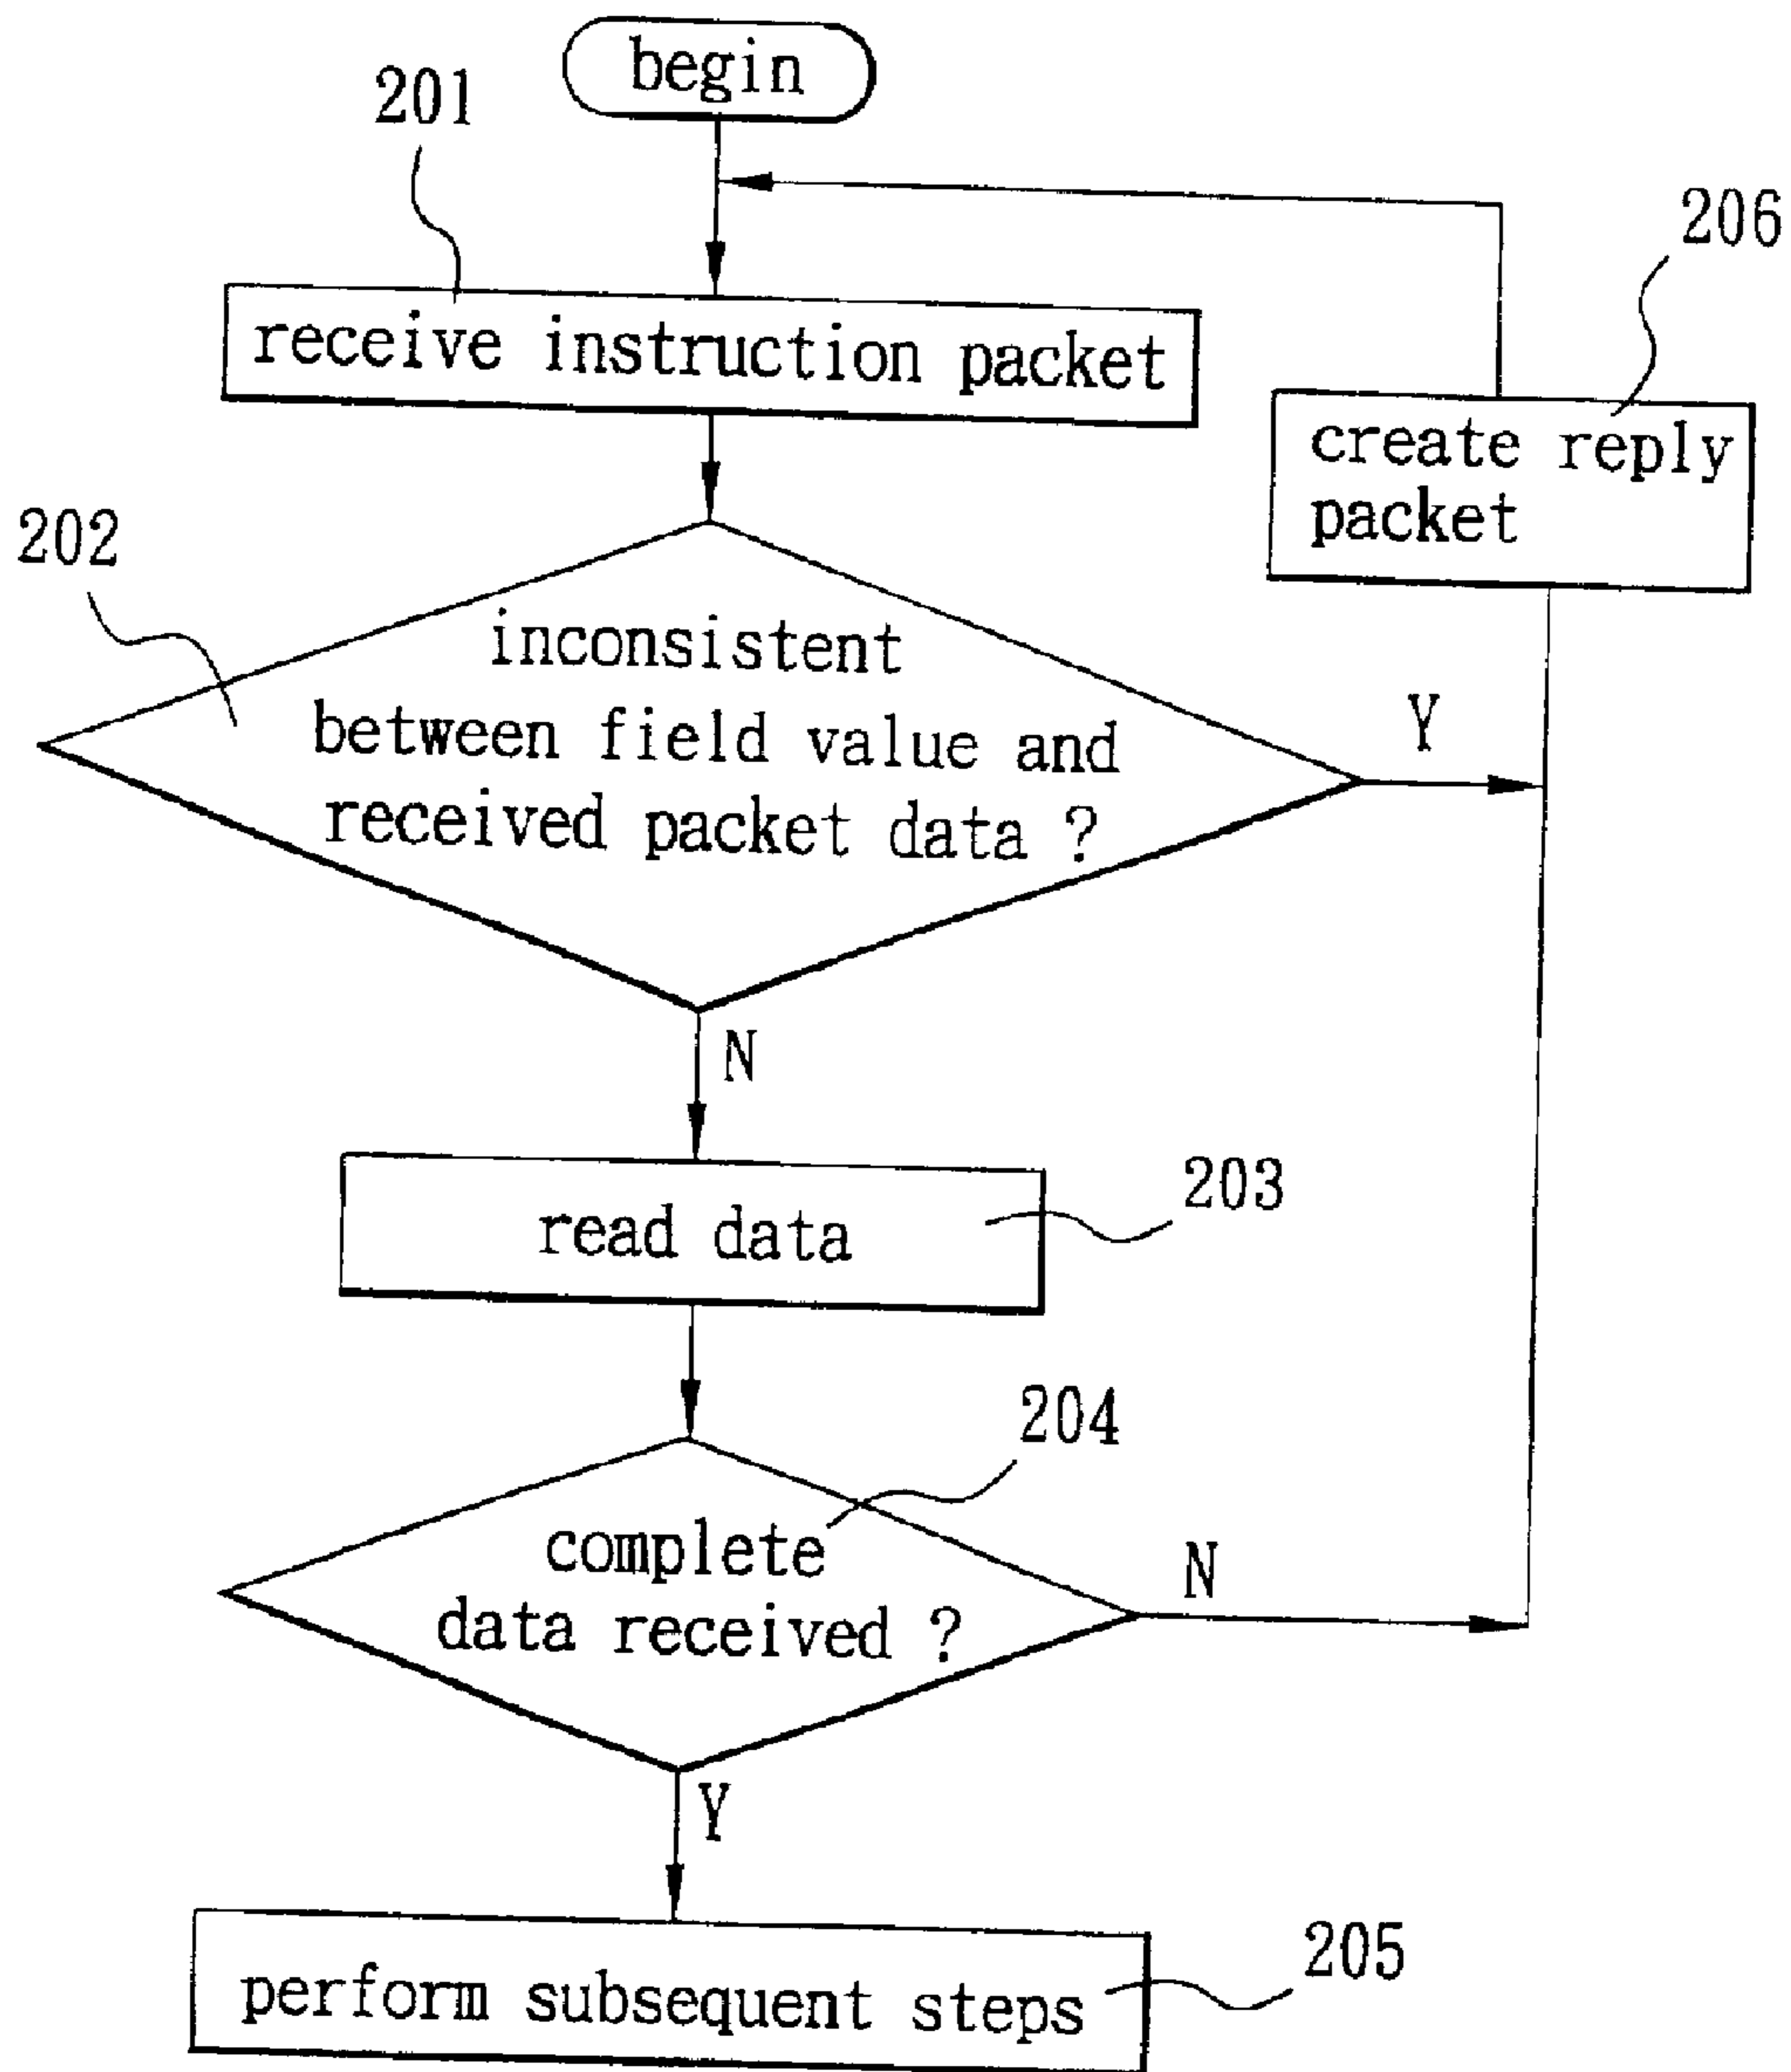 begin
201
206
receive instruction packet
create reply
packet
202
inconsistent
between field value and
received packet data ?
Y
N
read data
203
204
complete
data received ?
N
Y
205
perform subsequent steps